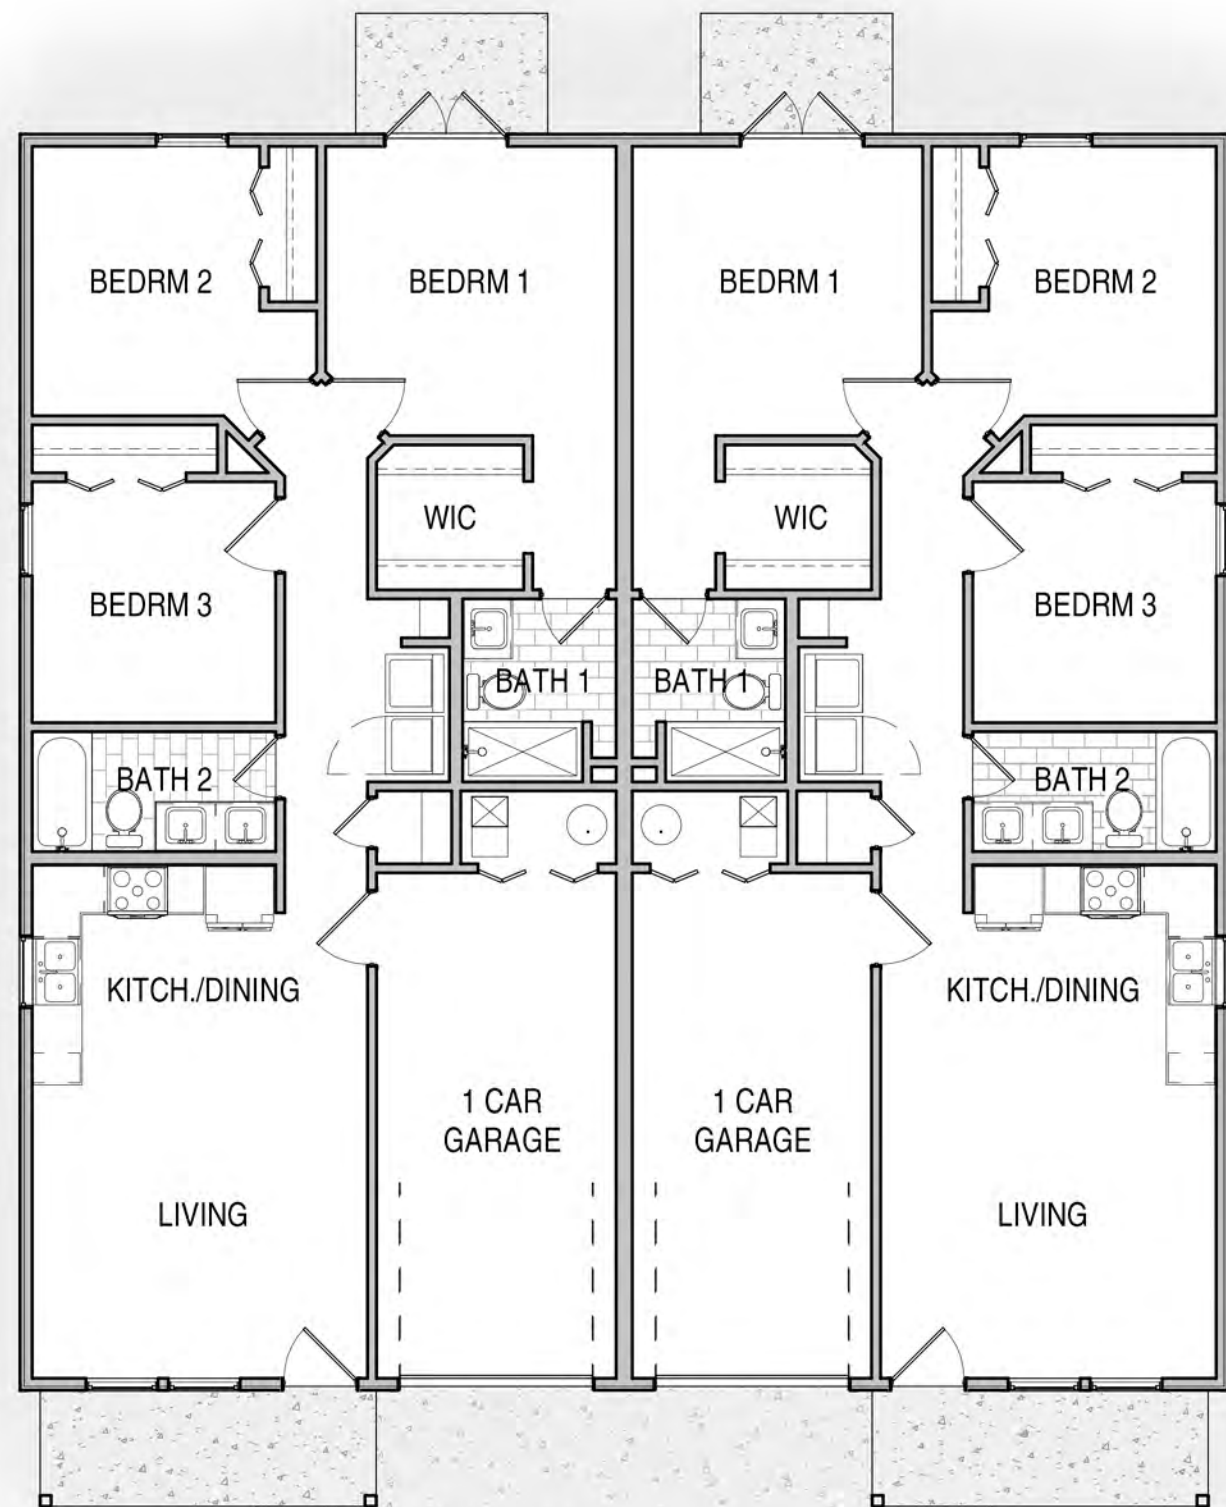 BEDRM 2
BEDRM 1
BEDRM 1
BEDRM 2
WIC
WIC
BEDRM 3
BEDRM 3
BATH 1
BATH 1
BATH 2
BATH 2
KITCH./DINING
KITCH./DINING
1 CAR
GARAGE
1 CAR
GARAGE
LIVING
LIVING